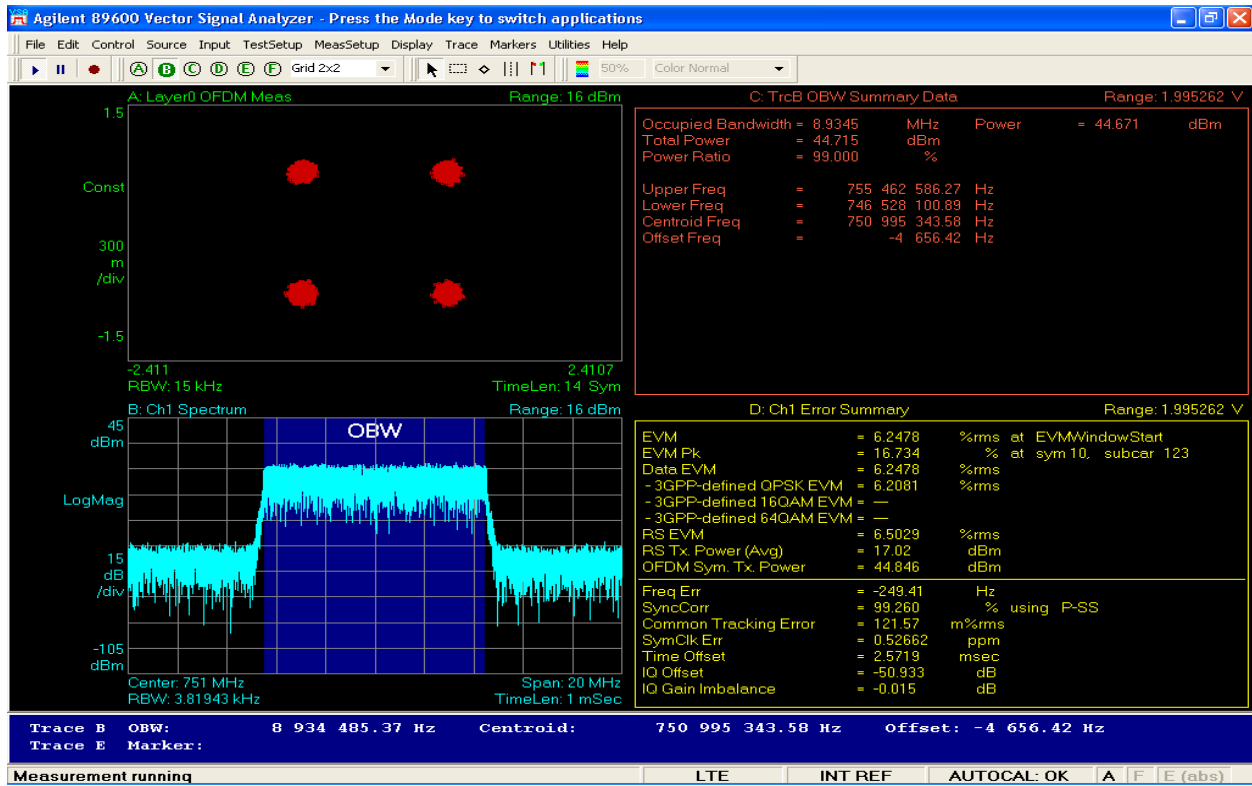 Agilent 89600 Vector Signal Analyzer - Press the Mode key to switch applications
File Edit Control Source Input TestSetup MeasSetup Display Trace Markers Utilities Help
A B C D E F Grid 2x2 50% Color Normal
A: Layer0 OFDM Meas Range: 16 dBm
1.5
Const
300
m
/div
-1.5
-2.411 2.4107
RBW: 15 kHz TimeLen: 14 Sym
C: TrcB OBW Summary Data Range: 1.995262 V
Occupied Bandwidth = 8.9345 MHz Power = 44.671 dBm
Total Power = 44.715 dBm
Power Ratio = 99.000 %
Upper Freq = 755 462 586.27 Hz
Lower Freq = 746 528 100.89 Hz
Centroid Freq = 750 995 343.58 Hz
Offset Freq = -4 656.42 Hz
B: Ch1 Spectrum Range: 16 dBm
45
dBm
OBW
LogMag
15
dB
/div
-105
dBm
Center: 751 MHz Span: 20 MHz
RBW: 3.81943 kHz TimeLen: 1 mSec
D: Ch1 Error Summary Range: 1.995262 V
EVM = 6.2478 %rms at EVMWindowStart
EVM Pk = 16.734 % at sym 10, subcar 123
Data EVM = 6.2478 %rms
- 3GPP-defined QPSK EVM = 6.2081 %rms
- 3GPP-defined 16QAM EVM = —
- 3GPP-defined 64QAM EVM = —
RS EVM = 6.5029 %rms
RS Tx. Power (Avg) = 17.02 dBm
OFDM Sym. Tx. Power = 44.846 dBm
Freq Err = -249.41 Hz
SyncCorr = 99.260 % using P-SS
Common Tracking Error = 121.57 m%rms
SymClk Err = 0.52662 ppm
Time Offset = 2.5719 msec
IQ Offset = -50.933 dB
IQ Gain Imbalance = -0.015 dB
Trace B OBW: 8 934 485.37 Hz Centroid: 750 995 343.58 Hz Offset: -4 656.42 Hz
Trace E Marker:
Measurement running LTE INT REF AUTOCAL: OK A F E (abs)